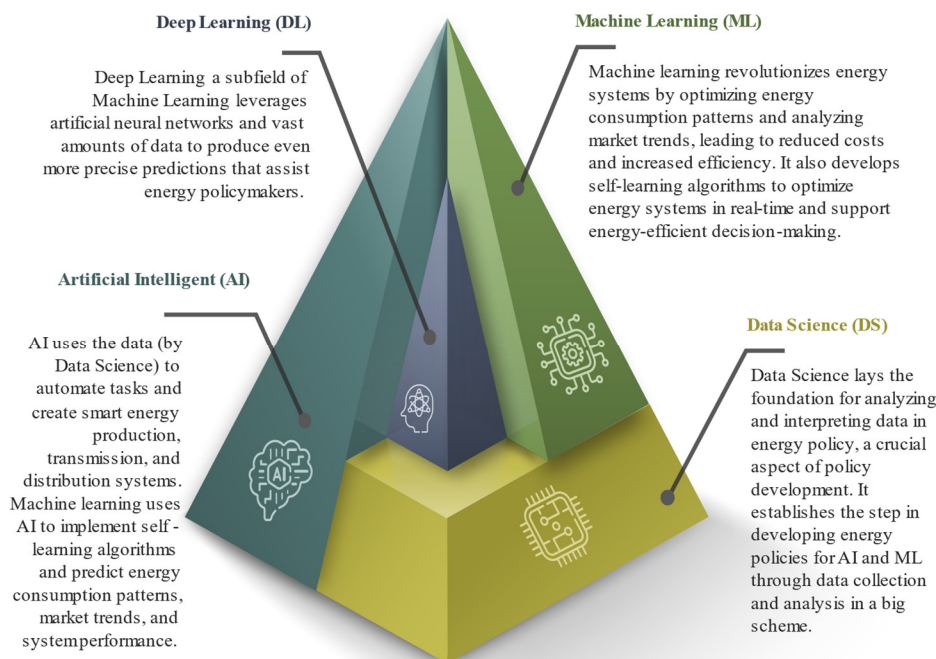 Deep Learning (DL)
Deep Learning a subfield of
Machine Learning leverages
artificial neural networks and vast
amounts of data to produce even
more precise predictions that assist
energy policymakers.
Machine Learning (ML)
Machine learning revolutionizes energy
systems by optimizing energy
consumption patterns and analyzing
market trends, leading to reduced costs
and increased efficiency. It also develops
self-learning algorithms to optimize
energy systems in real-time and support
energy-efficient decision-making.
Artificial Intelligent (AI)
AI uses the data (by
Data Science) to
automate tasks and
create smart energy
production,
transmission, and
distribution systems.
Machine learning uses
AI to implement self -
learning algorithms
and predict energy
consumption patterns,
market trends, and
system performance.
AI
Data Science (DS)
Data Science lays the
foundation for analyzing
and interpreting data in
energy policy, a crucial
aspect of policy
development. It
establishes the step in
developing energy
policies for AI and ML
through data collection
and analysis in a big
scheme.